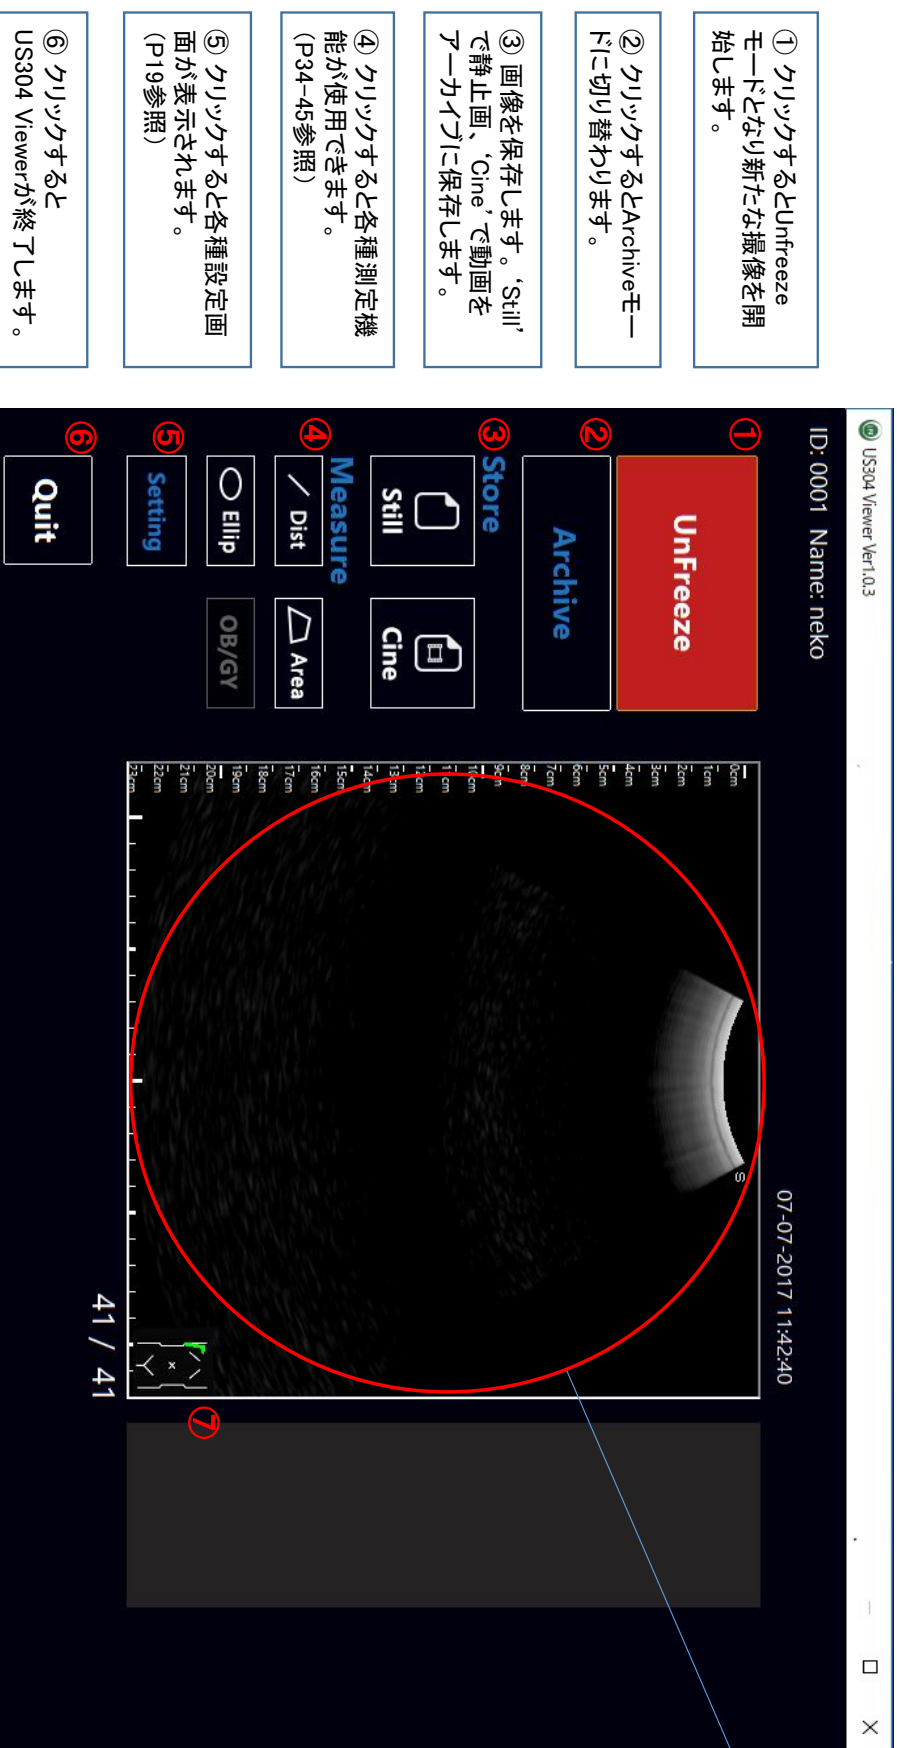 ① クリックするとUnfreeze
モードとなり新たな撮像を開
始します。
② クリックするとArchiveモー
ドに切り替わります。
③ 画像を保存します。‘Still’
で静止画、‘Cine’で動画を
アーカイブに保存します。
④ クリックすると各種測定機
能が使用できます。
(P34-45参照)
⑤ クリックすると各種設定画
面が表示されます。
(P19参照)
⑥ クリックすると
US304 Viewerが終了します。
US304 Viewer Ver1.0.3
ID: 0001 Name: neko
07-07-2017 11:42:40
①
UnFreeze
②
Archive
③
Store
Still
Cine
④
Measure
Dist
Area
Ellip
OB/GY
⑤
Setting
⑥
Quit
0cm
1cm
2cm
3cm
4cm
5cm
6cm
7cm
8cm
9cm
10cm
11cm
12cm
13cm
14cm
15cm
16cm
17cm
18cm
19cm
20cm
21cm
22cm
23cm
S
⑦
41 / 41